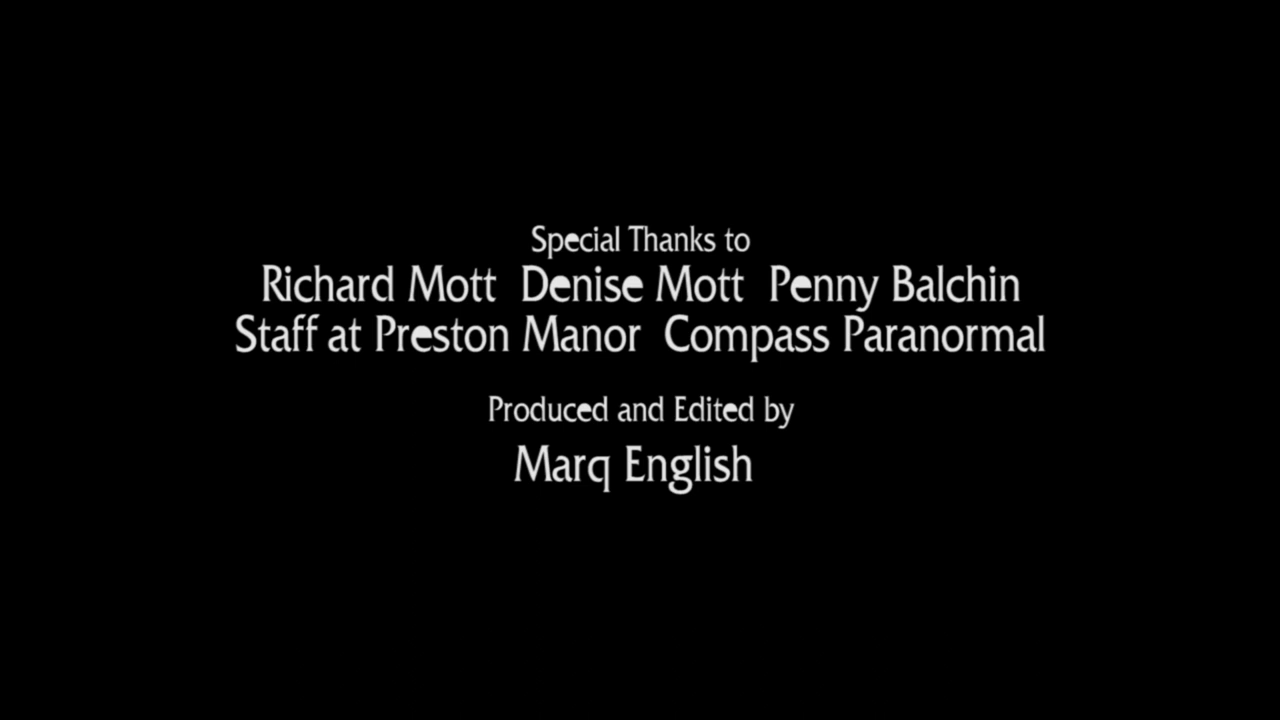 Special Thanks to
Richard Mott  Denise Mott  Penny Balchin
Staff at Preston Manor  Compass Paranormal
Produced and Edited by
Marq English